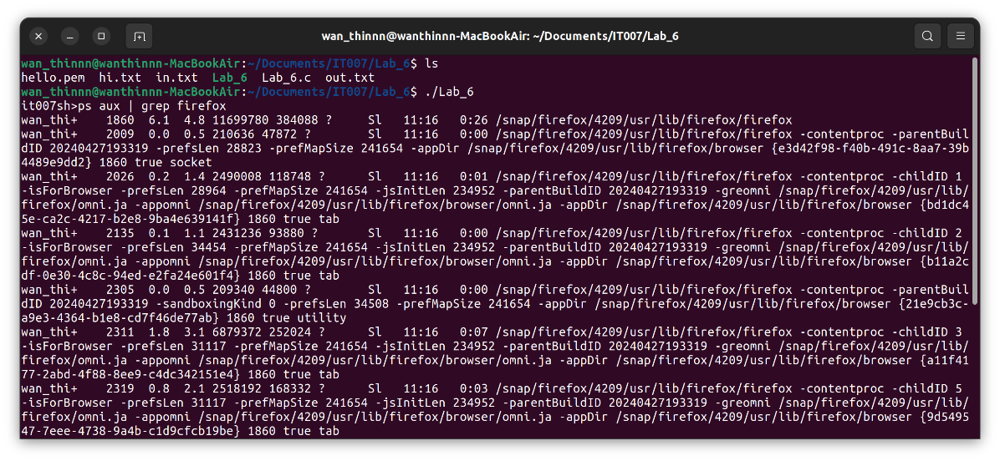 wan_thinnn@wanthinnn-MacBookAir: ~/Documents/IT007/Lab_6
wan_thinnn@wanthinnn-MacBookAir:~/Documents/IT007/Lab_6$ ls
hello.pem  hi.txt  in.txt  Lab_6  Lab_6.c  out.txt
wan_thinnn@wanthinnn-MacBookAir:~/Documents/IT007/Lab_6$ ./Lab_6
it007sh>ps aux | grep firefox
wan_thi+    1860  6.1  4.8 11699780 384088 ?     Sl   11:16   0:26 /snap/firefox/4209/usr/lib/firefox/firefox
wan_thi+    2009  0.0  0.5 210636 47872 ?        Sl   11:16   0:00 /snap/firefox/4209/usr/lib/firefox/firefox -contentproc -parentBuil
dID 20240427193319 -prefsLen 28823 -prefMapSize 241654 -appDir /snap/firefox/4209/usr/lib/firefox/browser {e3d42f98-f40b-491c-8aa7-39b
4489e9dd2} 1860 true socket
wan_thi+    2026  0.2  1.4 2490008 118748 ?      Sl   11:16   0:01 /snap/firefox/4209/usr/lib/firefox/firefox -contentproc -childID 1
-isForBrowser -prefsLen 28964 -prefMapSize 241654 -jsInitLen 234952 -parentBuildID 20240427193319 -greomni /snap/firefox/4209/usr/lib/
firefox/omni.ja -appomni /snap/firefox/4209/usr/lib/firefox/browser/omni.ja -appDir /snap/firefox/4209/usr/lib/firefox/browser {bd1dc4
5e-ca2c-4217-b2e8-9ba4e639141f} 1860 true tab
wan_thi+    2135  0.1  1.1 2431236 93880 ?       Sl   11:16   0:00 /snap/firefox/4209/usr/lib/firefox/firefox -contentproc -childID 2
-isForBrowser -prefsLen 34454 -prefMapSize 241654 -jsInitLen 234952 -parentBuildID 20240427193319 -greomni /snap/firefox/4209/usr/lib/
firefox/omni.ja -appomni /snap/firefox/4209/usr/lib/firefox/browser/omni.ja -appDir /snap/firefox/4209/usr/lib/firefox/browser {b11a2c
df-0e30-4c8c-94ed-e2fa24e601f4} 1860 true tab
wan_thi+    2305  0.0  0.5 209340 44800 ?        Sl   11:16   0:00 /snap/firefox/4209/usr/lib/firefox/firefox -contentproc -parentBuil
dID 20240427193319 -sandboxingKind 0 -prefsLen 34508 -prefMapSize 241654 -appDir /snap/firefox/4209/usr/lib/firefox/browser {21e9cb3c-
a9e3-4364-b1e8-cd7f46de77ab} 1860 true utility
wan_thi+    2311  1.8  3.1 6879372 252024 ?      Sl   11:16   0:07 /snap/firefox/4209/usr/lib/firefox/firefox -contentproc -childID 3
-isForBrowser -prefsLen 31117 -prefMapSize 241654 -jsInitLen 234952 -parentBuildID 20240427193319 -greomni /snap/firefox/4209/usr/lib/
firefox/omni.ja -appomni /snap/firefox/4209/usr/lib/firefox/browser/omni.ja -appDir /snap/firefox/4209/usr/lib/firefox/browser {a11f41
77-2abd-4f88-8ee9-c4dc342151e4} 1860 true tab
wan_thi+    2319  0.8  2.1 2518192 168332 ?      Sl   11:16   0:03 /snap/firefox/4209/usr/lib/firefox/firefox -contentproc -childID 5
-isForBrowser -prefsLen 31117 -prefMapSize 241654 -jsInitLen 234952 -parentBuildID 20240427193319 -greomni /snap/firefox/4209/usr/lib/
firefox/omni.ja -appomni /snap/firefox/4209/usr/lib/firefox/browser/omni.ja -appDir /snap/firefox/4209/usr/lib/firefox/browser {9d5495
47-7eee-4738-9a4b-c1d9cfcb19be} 1860 true tab